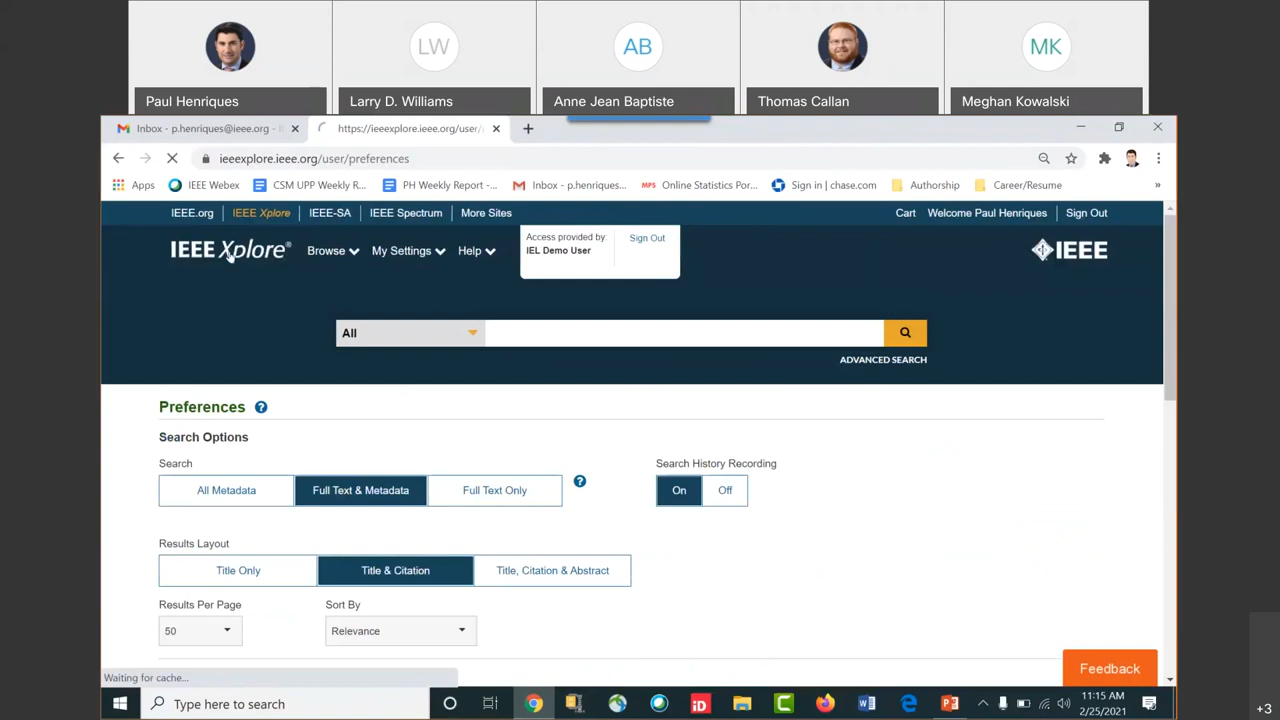 LW AB MK
Paul Henriques Larry D. Williams Anne Jean Baptiste Thomas Callan Meghan Kowalski
Inbox - p.henriques@ieee.org - https://ieeexplore.ieee.org/user/
ieeexplore.ieee.org/user/preferences
Apps IEEE Webex CSM UPP Weekly R... PH Weekly Report -... Inbox - p.henriques... MPS Online Statistics Por... Sign in | chase.com Authorship Career/Resume »
IEEE.org IEEE Xplore IEEE-SA IEEE Spectrum More Sites Cart Welcome Paul Henriques Sign Out
IEEE Xplore® Browse My Settings Help Access provided by: Sign Out IEEE
IEL Demo User
All
ADVANCED SEARCH
Preferences ?
Search Options
Search Search History Recording
All Metadata Full Text & Metadata Full Text Only ? On Off
Results Layout
Title Only Title & Citation Title, Citation & Abstract
Results Per Page Sort By
50 Relevance
Feedback
Waiting for cache...
Type here to search iD 11:15 AM
2/25/2021
+3